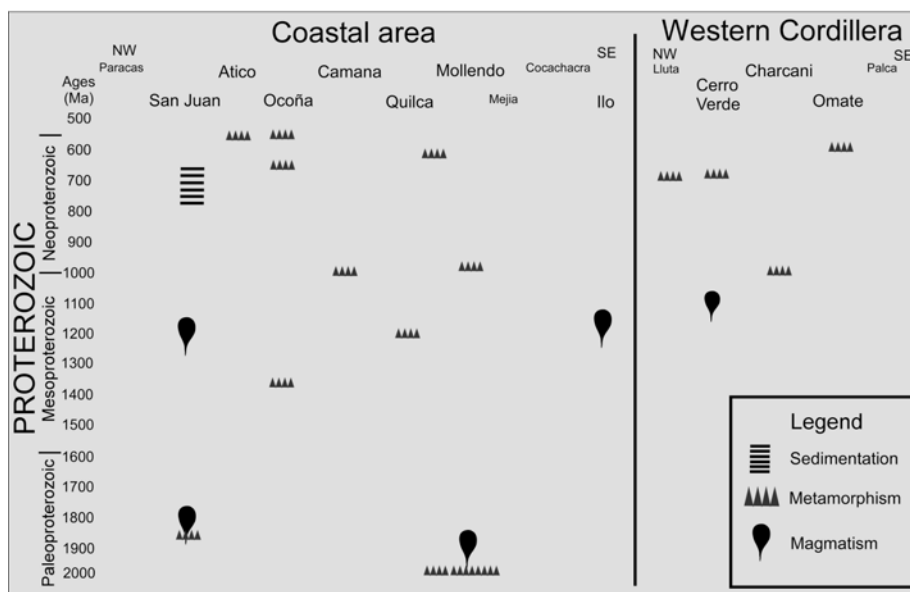 Coastal area
Western Cordillera
NW
SE
NW
SE
Paracas
Atico
Camana
Mollendo
Cocachacra
Lluta
Charcani
Palca
Ages
(Ma)
San Juan
Ocoña
Quilca
Mejia
Ilo
Cerro
Verde
Omate
500
600
700
800
900
1000
1100
1200
1300
1400
1500
1600
1700
1800
1900
2000
PROTEROZOIC
Neoproterozoic
Mesoproterozoic
Paleoproterozoic
Legend
Sedimentation
Metamorphism
Magmatism